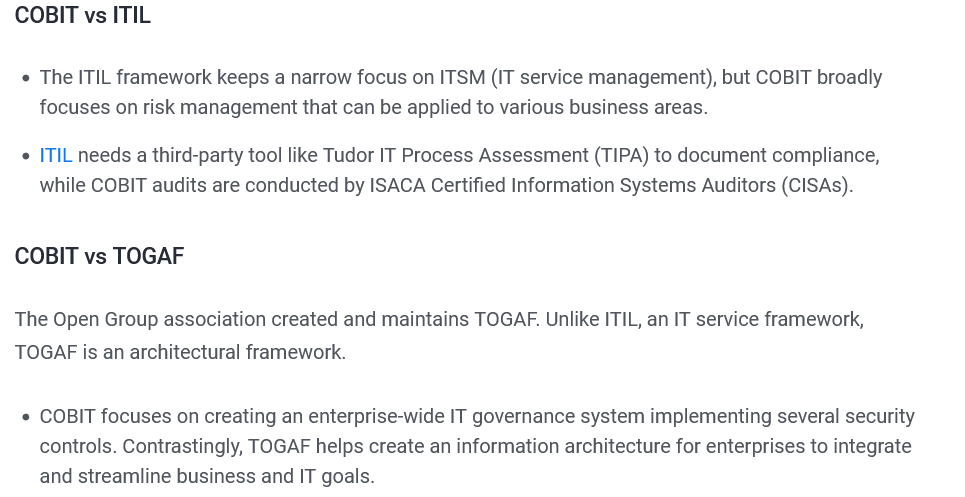 COBIT vs ITIL
• The ITIL framework keeps a narrow focus on ITSM (IT service management), but COBIT broadly
focuses on risk management that can be applied to various business areas.
• ITIL needs a third-party tool like Tudor IT Process Assessment (TIPA) to document compliance,
while COBIT audits are conducted by ISACA Certified Information Systems Auditors (CISAs).
COBIT vs TOGAF
The Open Group association created and maintains TOGAF. Unlike ITIL, an IT service framework,
TOGAF is an architectural framework.
• COBIT focuses on creating an enterprise-wide IT governance system implementing several security
controls. Contrastingly, TOGAF helps create an information architecture for enterprises to integrate
and streamline business and IT goals.